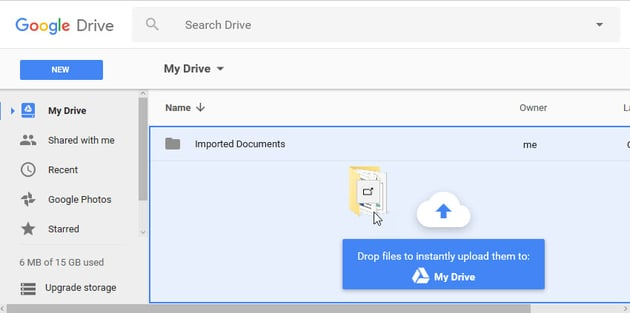 Google Drive
Search Drive
NEW
My Drive
Name
Owner
La
My Drive
Shared with me
Recent
Google Photos
Starred
6 MB of 15 GB used
Upgrade storage
Imported Documents
me
Drop files to instantly upload them to:
My Drive